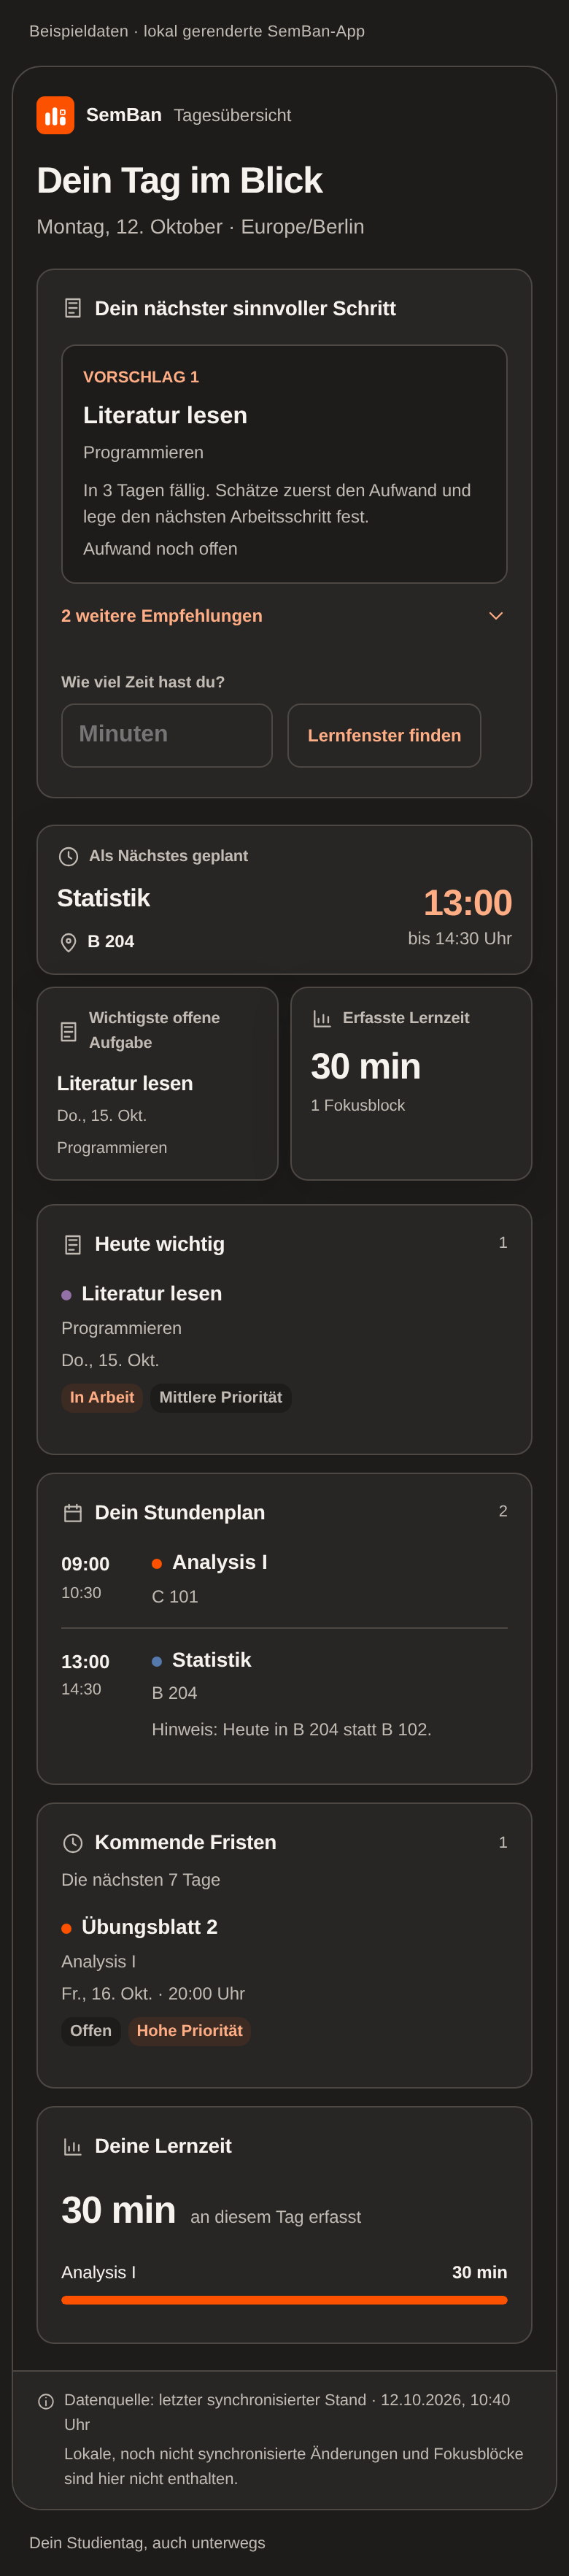 Beispieldaten · lokal gerenderte SemBan-App
SemBan Tagesübersicht
Dein Tag im Blick
Montag, 12. Oktober · Europe/Berlin
Dein nächster sinnvoller Schritt
VORSCHLAG 1
Literatur lesen
Programmieren
In 3 Tagen fällig. Schätze zuerst den Aufwand und
lege den nächsten Arbeitsschritt fest.
Aufwand noch offen
2 weitere Empfehlungen
Wie viel Zeit hast du?
Minuten
Lernfenster finden
Als Nächstes geplant
Statistik
13:00
B 204
bis 14:30 Uhr
Wichtigste offene
Aufgabe
Literatur lesen
Do., 15. Okt.
Programmieren
Erfasste Lernzeit
30 min
1 Fokusblock
Heute wichtig
1
Literatur lesen
Programmieren
Do., 15. Okt.
In Arbeit
Mittlere Priorität
Dein Stundenplan
2
09:00
10:30
Analysis I
C 101
13:00
14:30
Statistik
B 204
Hinweis: Heute in B 204 statt B 102.
Kommende Fristen
1
Die nächsten 7 Tage
Übungsblatt 2
Analysis I
Fr., 16. Okt. · 20:00 Uhr
Offen
Hohe Priorität
Deine Lernzeit
30 min an diesem Tag erfasst
Analysis I
30 min
Datenquelle: letzter synchronisierter Stand · 12.10.2026, 10:40
Uhr
Lokale, noch nicht synchronisierte Änderungen und Fokusblöcke
sind hier nicht enthalten.
Dein Studientag, auch unterwegs